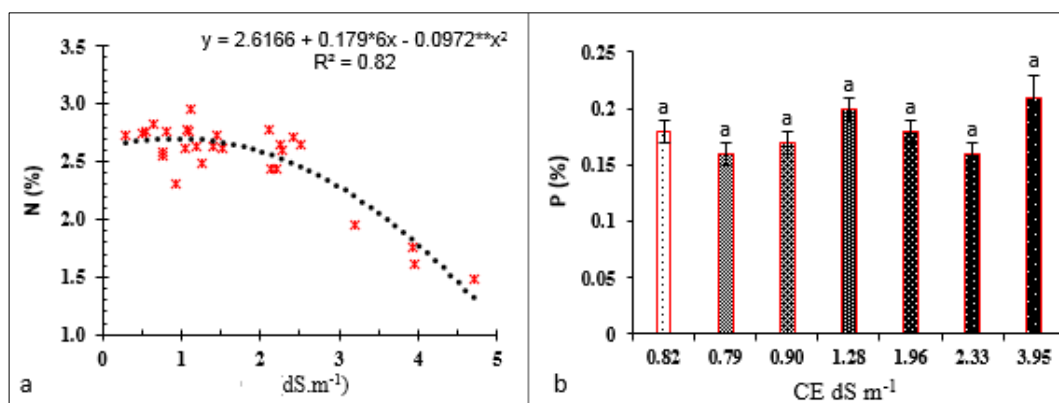 y = 2.6166 + 0.179*6x - 0.0972**x²
R² = 0.82
N (%)
3.5
3.0
2.5
2.0
1.5
1.0
0 1 2 3 4 5
(dS.m⁻¹)
a
P (%)
0.25
0.2
0.15
0.1
0.05
0
a a a a a a a
0.82 0.79 0.90 1.28 1.96 2.33 3.95
CE dS m⁻¹
b